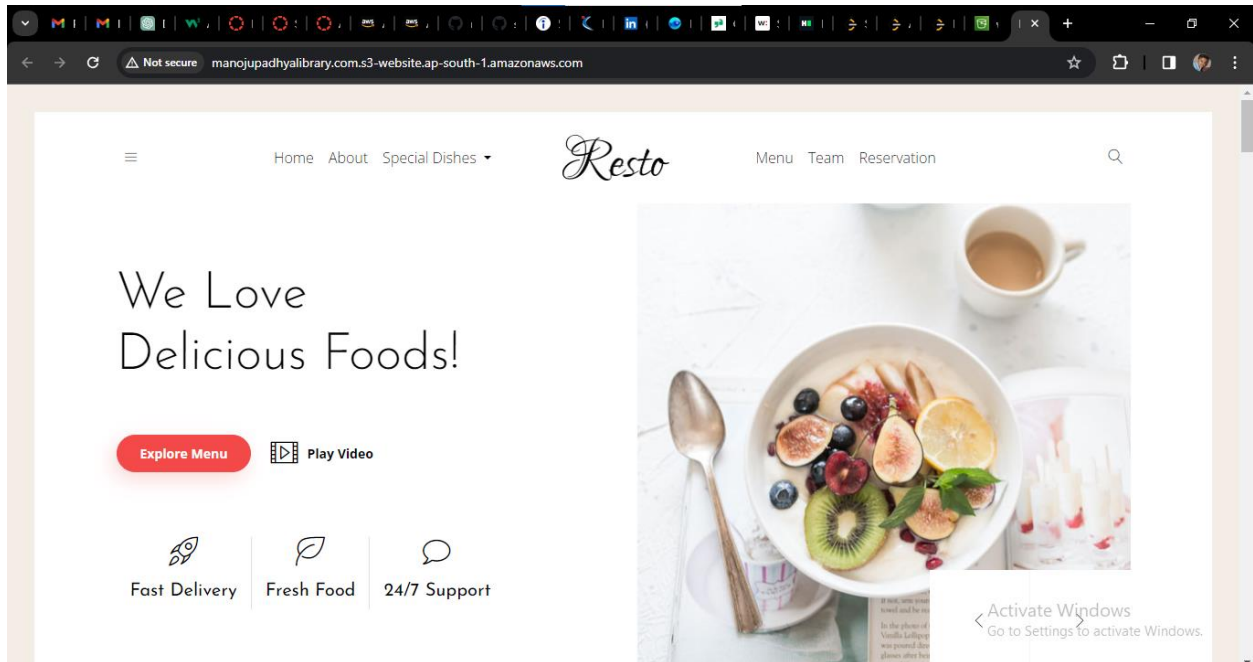 Not secure manojupadhyalibrary.com.s3-website.ap-south-1.amazonaws.com
Home About Special Dishes Resto Menu Team Reservation
We Love
Delicious Foods!
Explore Menu Play Video
Fast Delivery Fresh Food 24/7 Support
Activate Windows
Go to Settings to activate Windows.